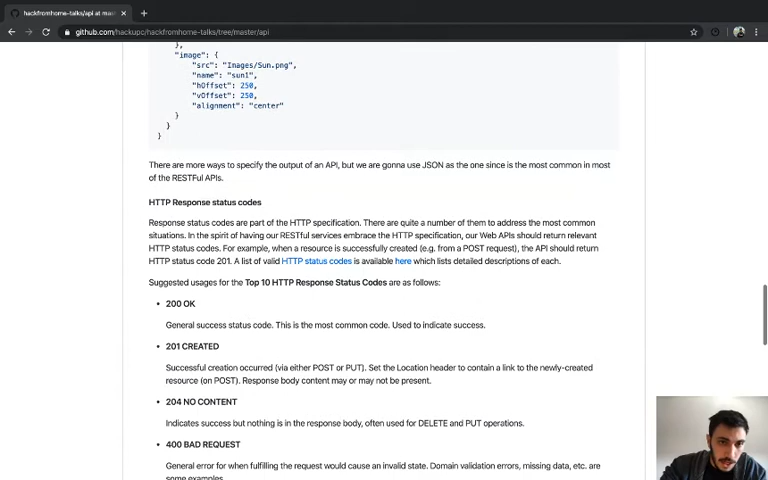 hackfromhome-talks/api at mast
github.com/hackupc/hackfromhome-talks/tree/master/api
},
"image": {
"src": "Images/Sun.png",
"name": "sun1",
"hOffset": 250,
"vOffset": 250,
"alignment": "center"
}
}
}
There are more ways to specify the output of an API, but we are gonna use JSON as the one since is the most common in most
of the RESTFul APIs.
HTTP Response status codes
Response status codes are part of the HTTP specification. There are quite a number of them to address the most common
situations. In the spirit of having our RESTful services embrace the HTTP specification, our Web APIs should return relevant
HTTP status codes. For example, when a resource is successfully created (e.g. from a POST request), the API should return
HTTP status code 201. A list of valid HTTP status codes is available here which lists detailed descriptions of each.
Suggested usages for the Top 10 HTTP Response Status Codes are as follows:
• 200 OK
General success status code. This is the most common code. Used to indicate success.
• 201 CREATED
Successful creation occurred (via either POST or PUT). Set the Location header to contain a link to the newly-created
resource (on POST). Response body content may or may not be present.
• 204 NO CONTENT
Indicates success but nothing is in the response body, often used for DELETE and PUT operations.
• 400 BAD REQUEST
General error for when fulfilling the request would cause an invalid state. Domain validation errors, missing data, etc. are
some examples.